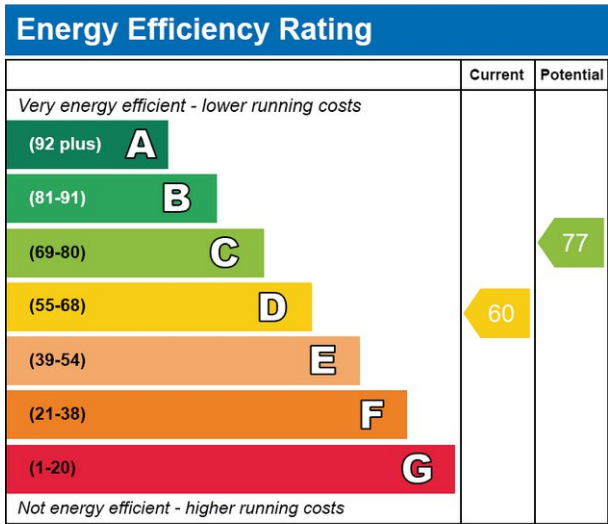 Energy Efficiency Rating
Current Potential
Very energy efficient - lower running costs
(92 plus) A
(81-91) B
(69-80) C
77
(55-68) D
60
(39-54) E
(21-38) F
(1-20) G
Not energy efficient - higher running costs